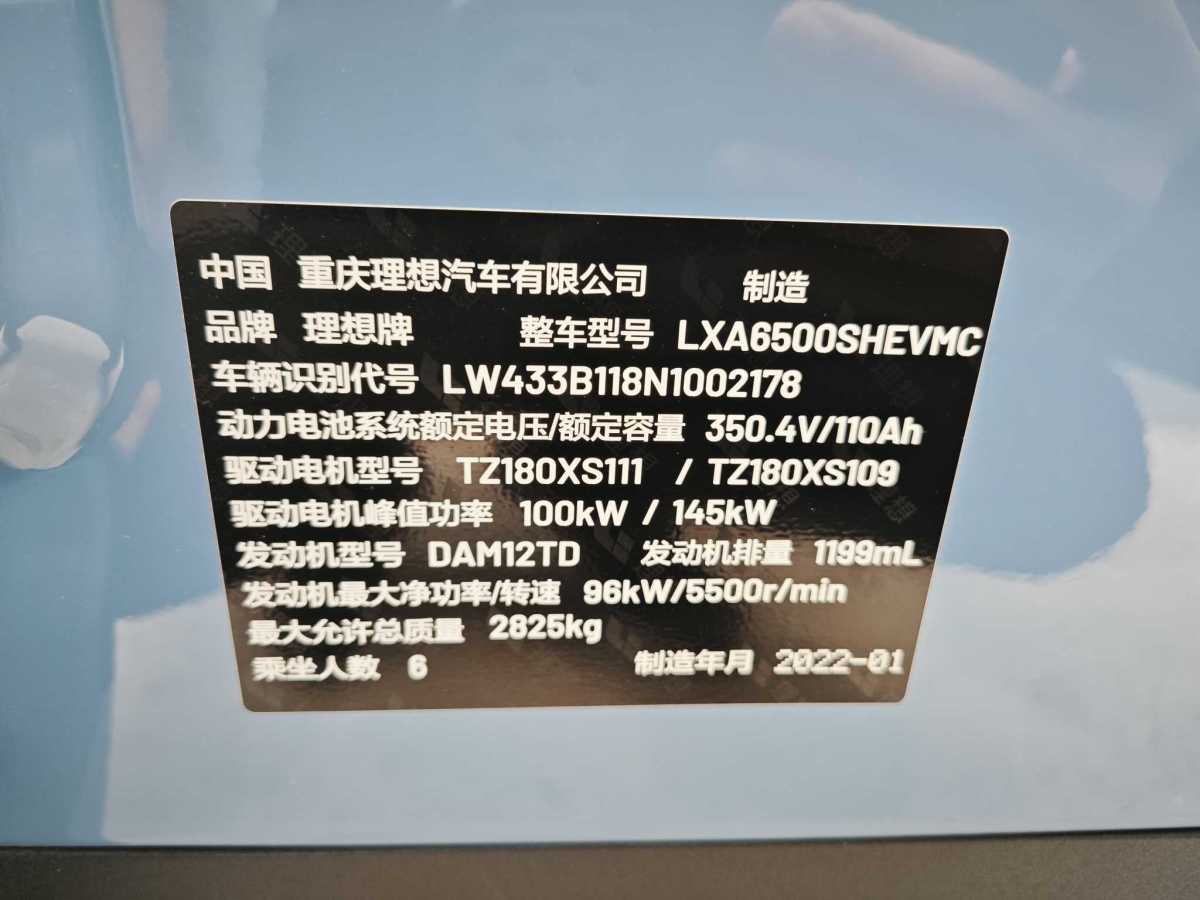 中国 重庆理想汽车有限公司 制造
品牌 理想牌 整车型号 LXA6500SHEVMC
车辆识别代号 LW433B118N1002178
动力电池系统额定电压/额定容量 350.4V/110Ah
驱动电机型号 TZ180XS111 / TZ180XS109
驱动电机峰值功率 100kW / 145kW
发动机型号 DAM12TD 发动机排量 1199mL
发动机最大净功率/转速 96kW/5500r/min
最大允许总质量 2825kg
乘坐人数 6 制造年月 2022-01